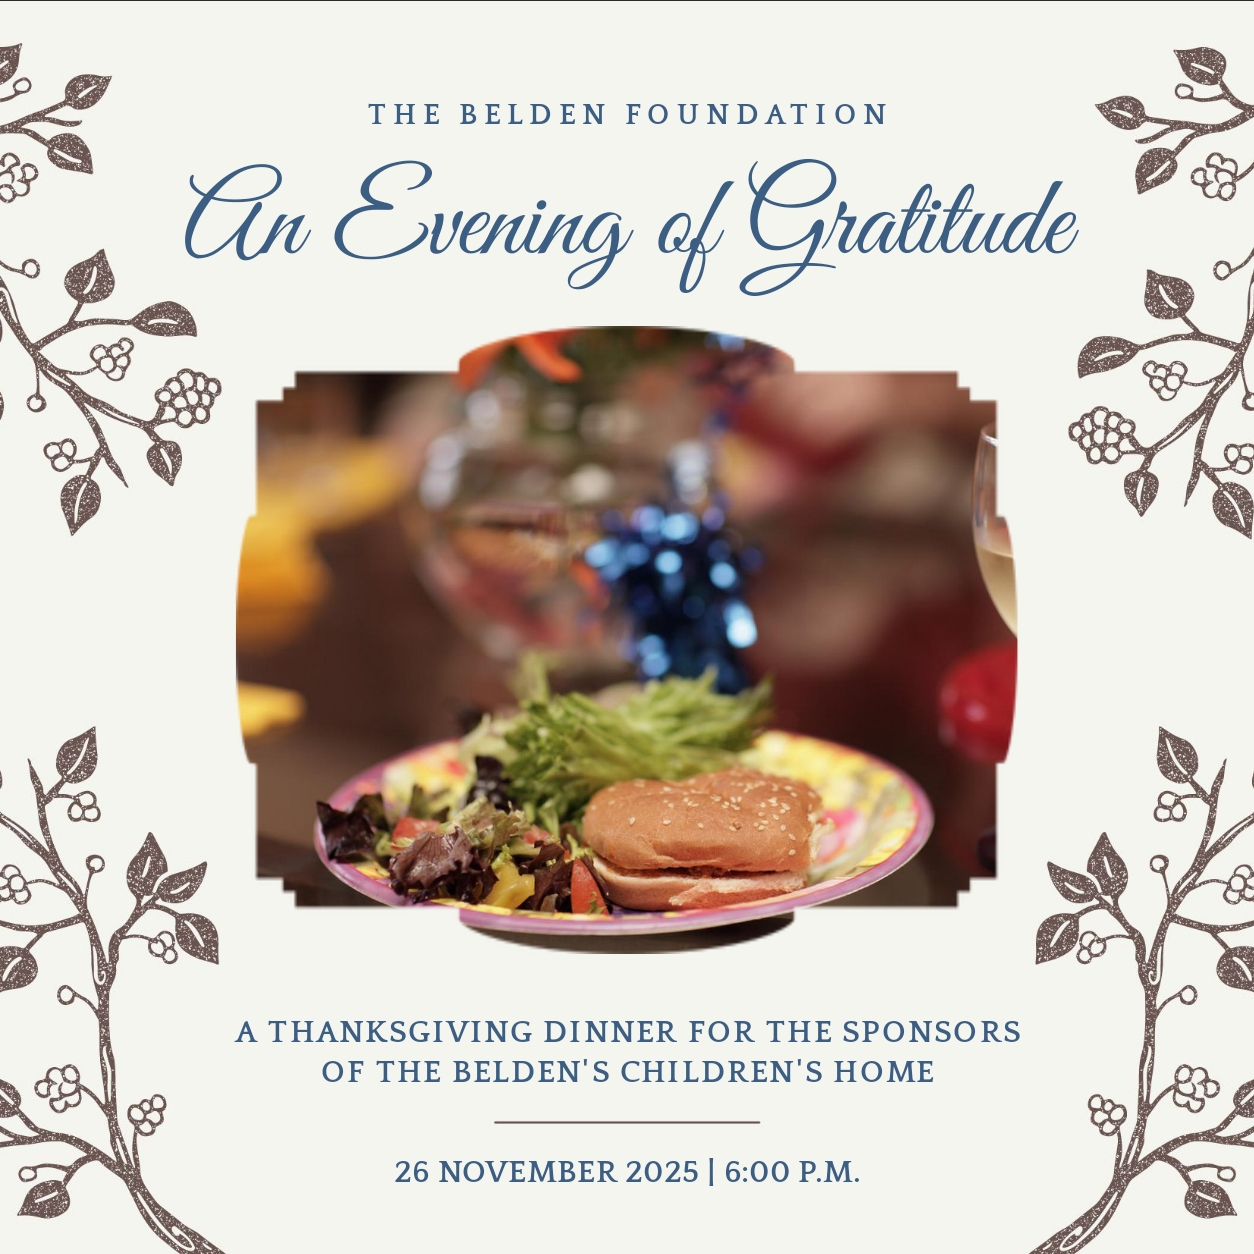 THE BELDEN FOUNDATION
An Evening of Gratitude
A THANKSGIVING DINNER FOR THE SPONSORS
OF THE BELDEN'S CHILDREN'S HOME
26 NOVEMBER 2025 | 6:00 P.M.